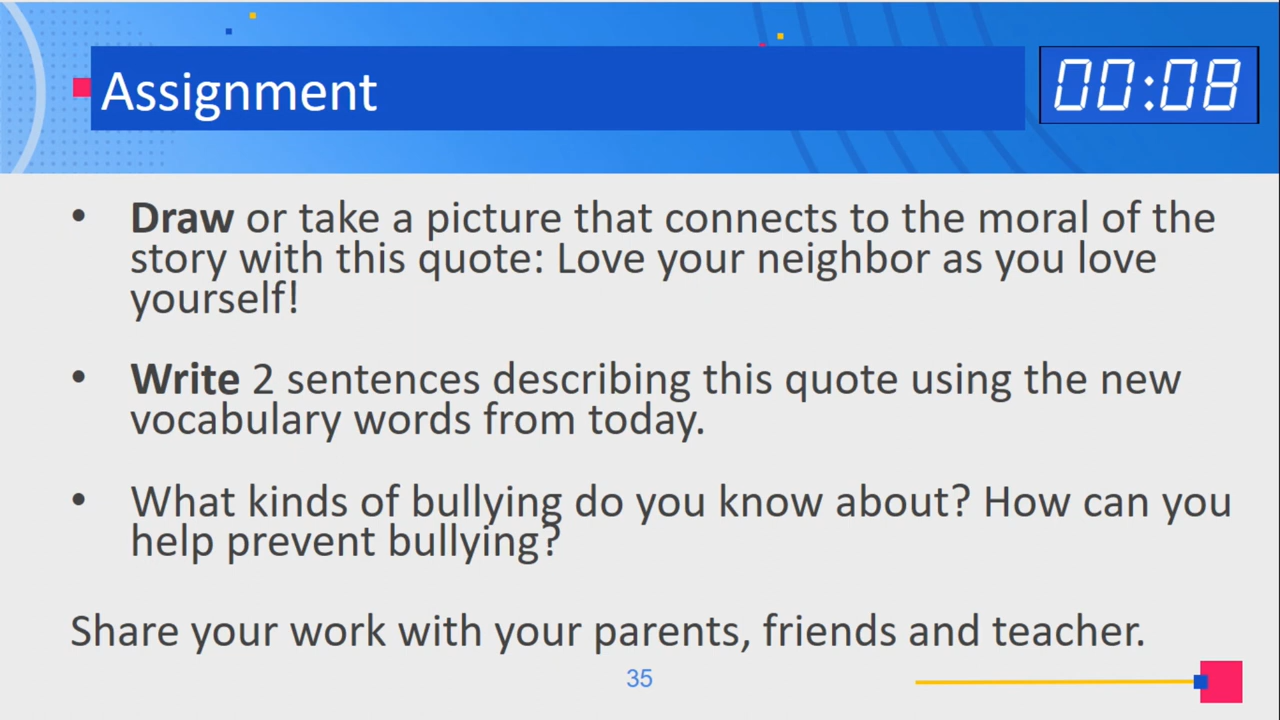 Assignment
00:08
• Draw or take a picture that connects to the moral of the
story with this quote: Love your neighbor as you love
yourself!
• Write 2 sentences describing this quote using the new
vocabulary words from today.
• What kinds of bullying do you know about? How can you
help prevent bullying?
Share your work with your parents, friends and teacher.
35